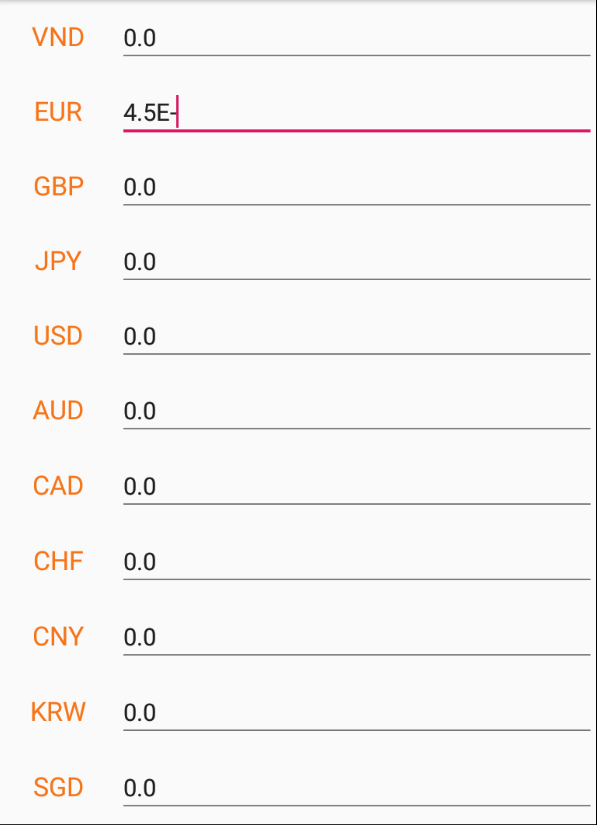 VND 0.0
EUR 4.5E-
GBP 0.0
JPY 0.0
USD 0.0
AUD 0.0
CAD 0.0
CHF 0.0
CNY 0.0
KRW 0.0
SGD 0.0